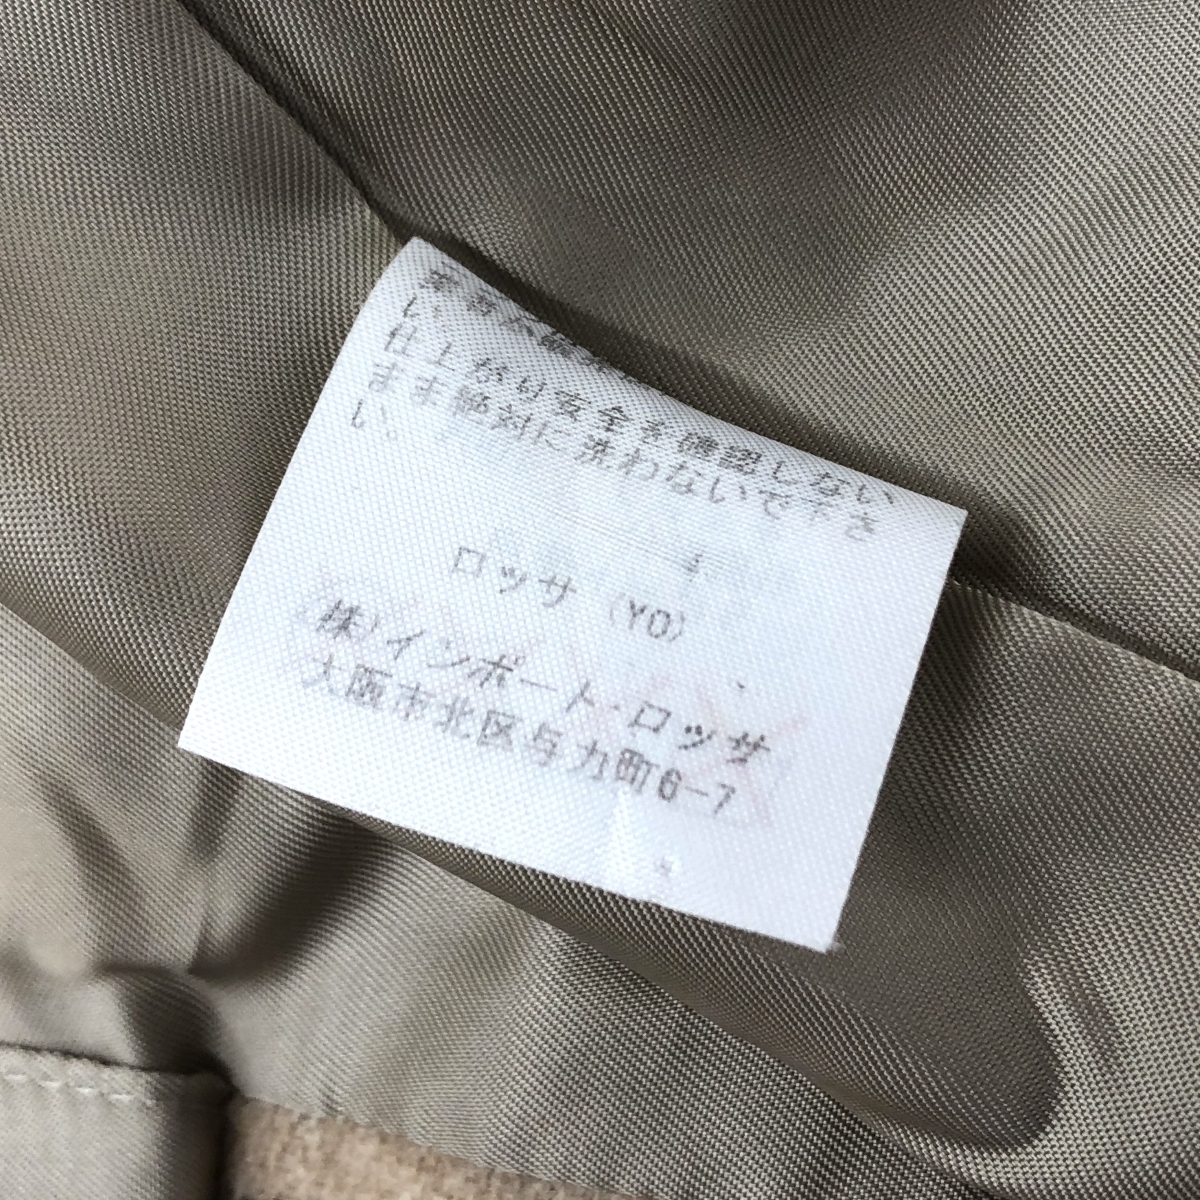 い。
仕上がり安全を確認しない
まま絶対に洗わないで下さ
い。
ロッサ (YO)
(株)インポート・ロッサ
大阪市北区与力町6-7